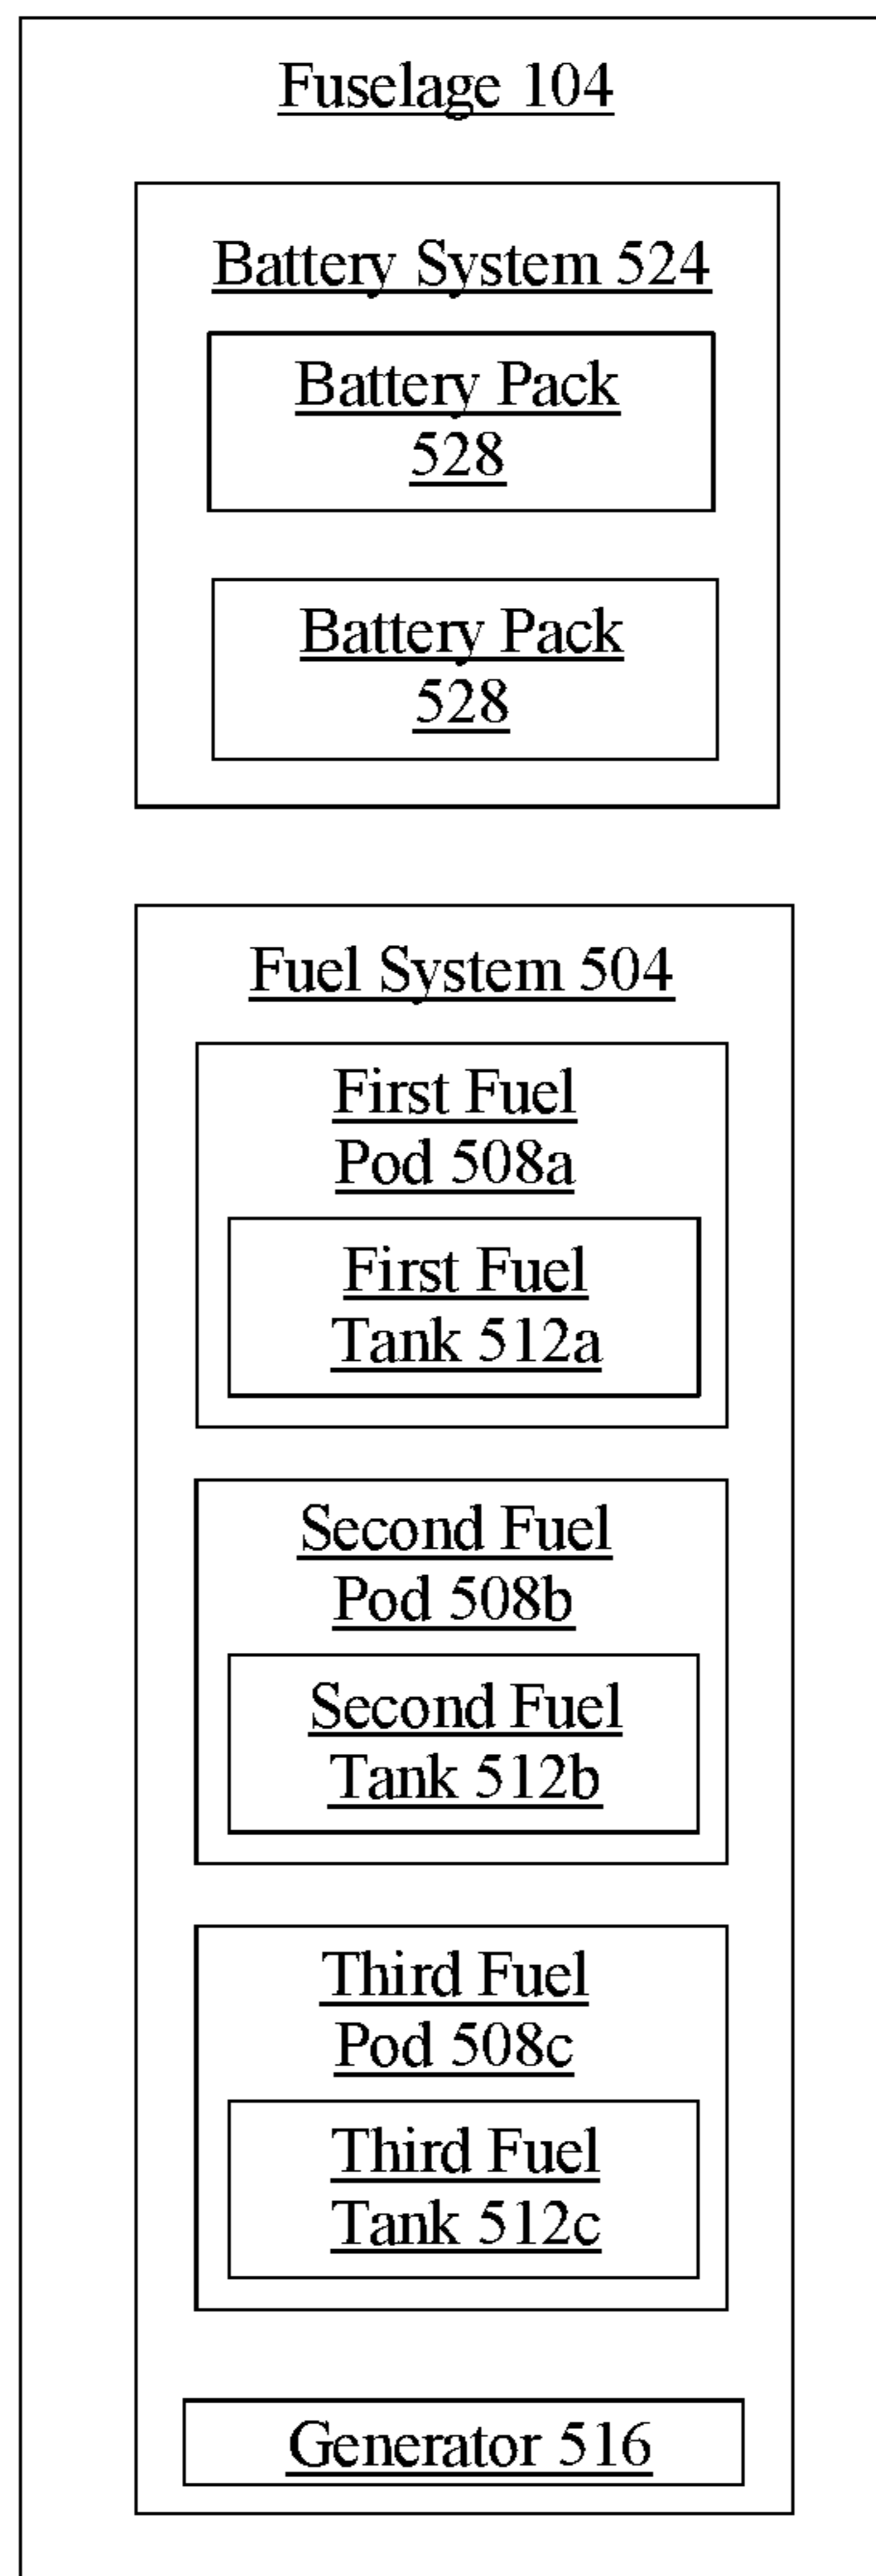 Fuselage 104
Battery System 524
Battery Pack
528
Battery Pack
528
Fuel System 504
First Fuel
Pod 508a
First Fuel
Tank 512a
Second Fuel
Pod 508b
Second Fuel
Tank 512b
Third Fuel
Pod 508c
Third Fuel
Tank 512c
Generator 516